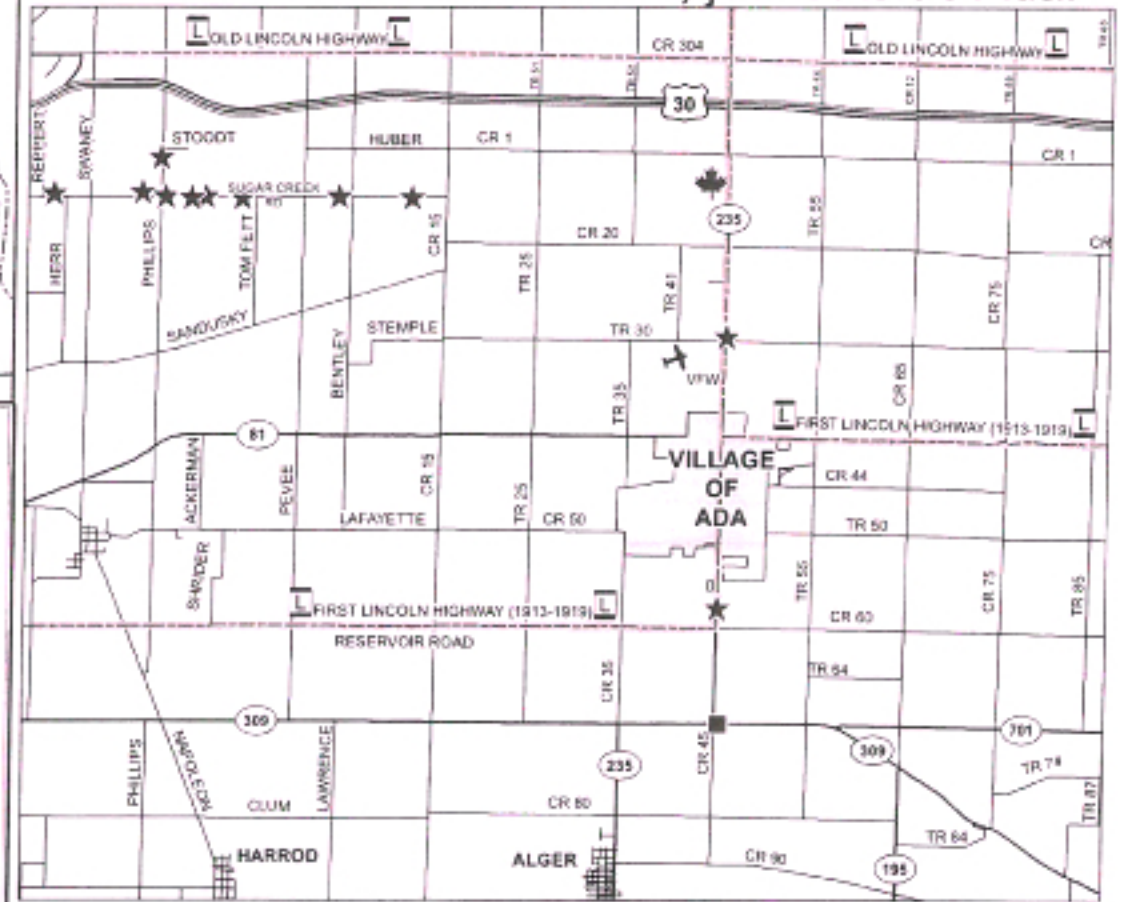 L OLD LINCOLN HIGHWAY L
CR 304
L OLD LINCOLN HIGHWAY L
30
REPPERT
SWANEY
STOODT
HUBER
CR 1
CR 1
SUGAR CREEK
RD
235
HERR
PHILLIPS
TOM FETT
CR 15
CR 20
TR 25
TR 41
TR 55
CR
CR 75
SANDUSKY
STEMPLE
TR 30
BENTLEY
VFW
TR 35
CR 65
L FIRST LINCOLN HIGHWAY (1913-1919) L
81
VILLAGE
OF
ADA
ACKERMAN
PEVEE
CR 15
TR 25
CR 44
LAFAYETTE
CR 50
TR 50
SHRIDER
TR 55
CR 75
TR 85
L FIRST LINCOLN HIGHWAY (1913-1919) L
RESERVOIR ROAD
CR 60
CR 35
TR 64
309
701
309
PHILLIPS
NAPOLEON
LAWRENCE
235
CR 45
TR 87
CLUM
CR 80
TR 84
HARROD
ALGER
CR 90
195